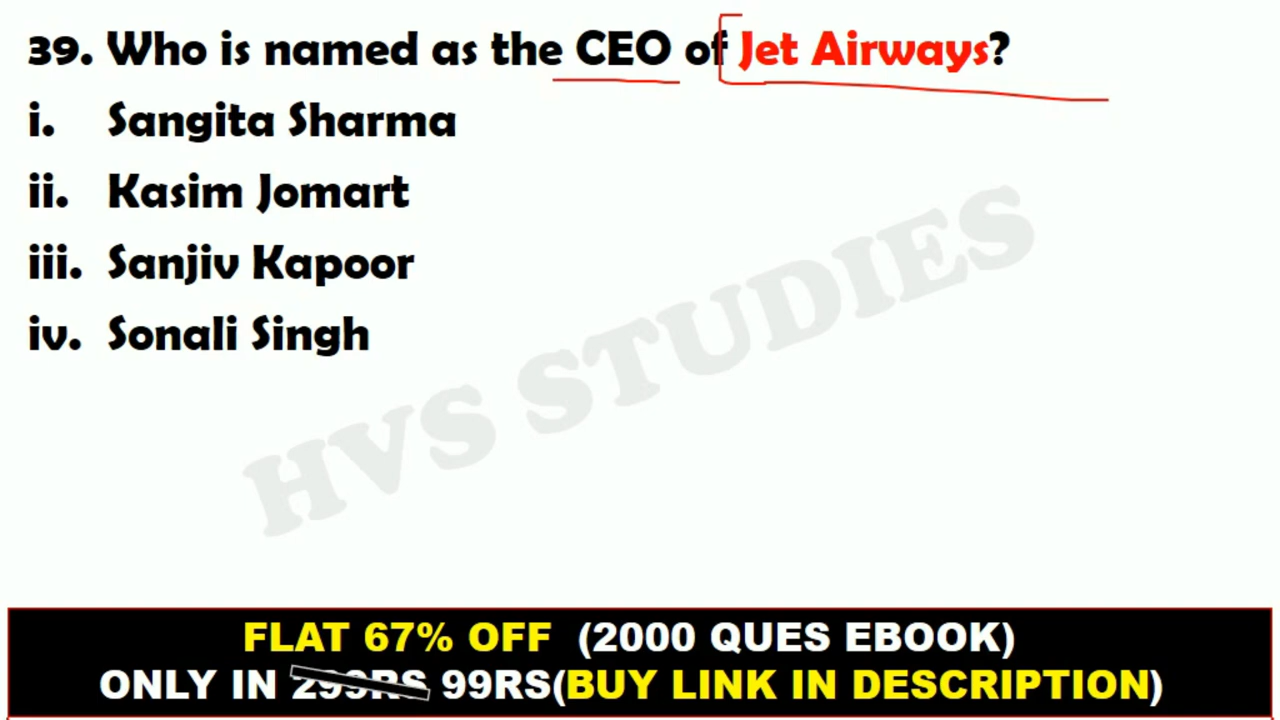 39. Who is named as the CEO of Jet Airways?
i. Sangita Sharma
ii. Kasim Jomart
iii. Sanjiv Kapoor
iv. Sonali Singh
HVS STUDIES
FLAT 67% OFF (2000 QUES EBOOK)
ONLY IN 299RS 99RS(BUY LINK IN DESCRIPTION)